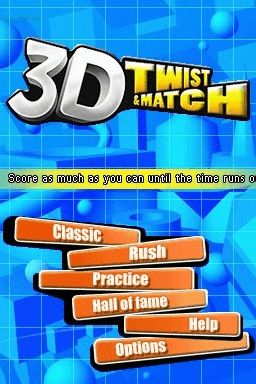 3D TWIST
& MATCH
Score as much as you can until the time runs
Classic
Rush
Practice
Hall of fame
Help
Options